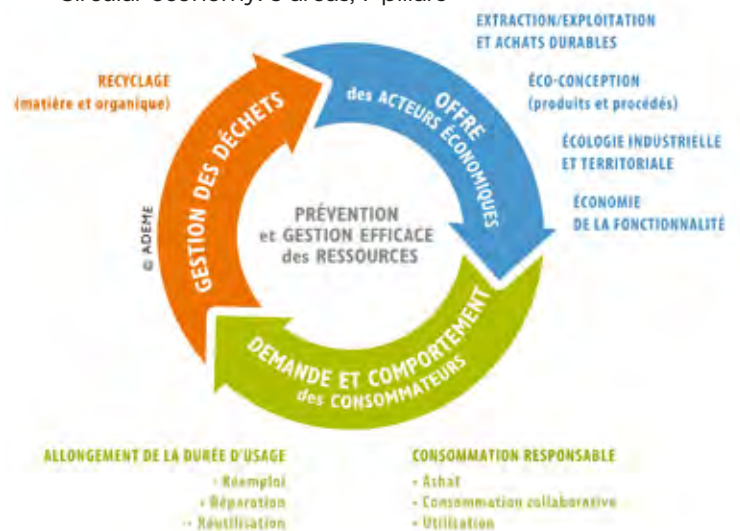 Circular economy: 3 areas, 7 pillars
EXTRACTION/EXPLOITATION
ET ACHATS DURABLES
RECYCLAGE
(matière et organique)
ÉCO-CONCEPTION
(produits et procédés)
ÉCOLOGIE INDUSTRIELLE
ET TERRITORIALE
ÉCONOMIE
DE LA FONCTIONNALITÉ
OFFRE
des ACTEURS ÉCONOMIQUES
GESTION DES DÉCHETS
PRÉVENTION
et GESTION EFFICACE
des RESSOURCES
© ADEME
DEMANDE ET COMPORTEMENT
des CONSOMMATEURS
ALLONGEMENT DE LA DURÉE D'USAGE
- Réemploi
- Réparation
- Réutilisation
CONSOMMATION RESPONSABLE
- Achat
- Consommation collaborative
- Utilisation